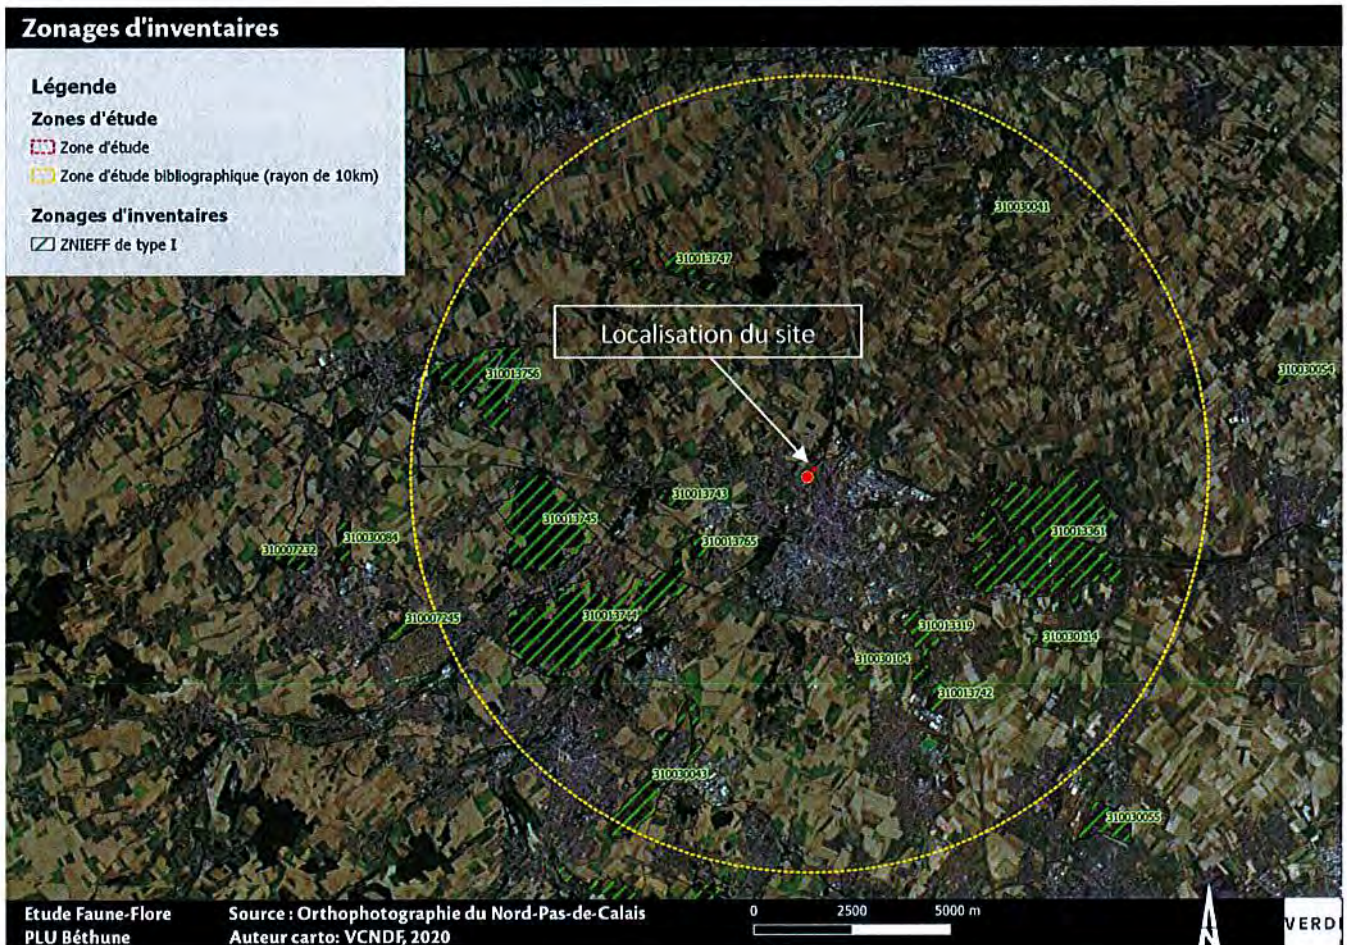 Zonages d'inventaires
Légende
Zones d'étude
Zone d'étude
Zone d'étude bibliographique (rayon de 10km)
Zonages d'inventaires
ZNIEFF de type I
310030041
310013747
Localisation du site
310013756
310030054
310013743
310013745
310013361
310030084
310007232
310013765
310007245
310013744
310013319
310030114
310030104
310013742
310030043
310030055
Etude Faune-Flore
PLU Béthune
Source : Orthophotographie du Nord-Pas-de-Calais
Auteur carto: VCNDF, 2020
0 2500 5000 m
VERDI